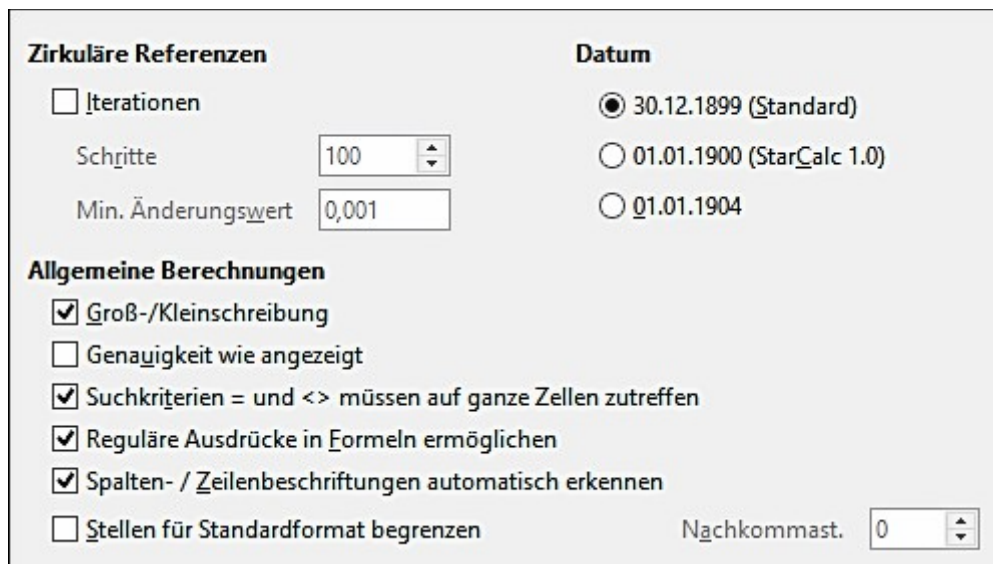 Zirkuläre Referenzen
Iterationen
Schritte 100
Min. Änderungswert 0,001
Datum
30.12.1899 (Standard)
01.01.1900 (StarCalc 1.0)
01.01.1904
Allgemeine Berechnungen
Groß-/Kleinschreibung
Genauigkeit wie angezeigt
Suchkriterien = und <> müssen auf ganze Zellen zutreffen
Reguläre Ausdrücke in Formeln ermöglichen
Spalten- / Zeilenbeschriftungen automatisch erkennen
Stellen für Standardformat begrenzen Nachkommast. 0